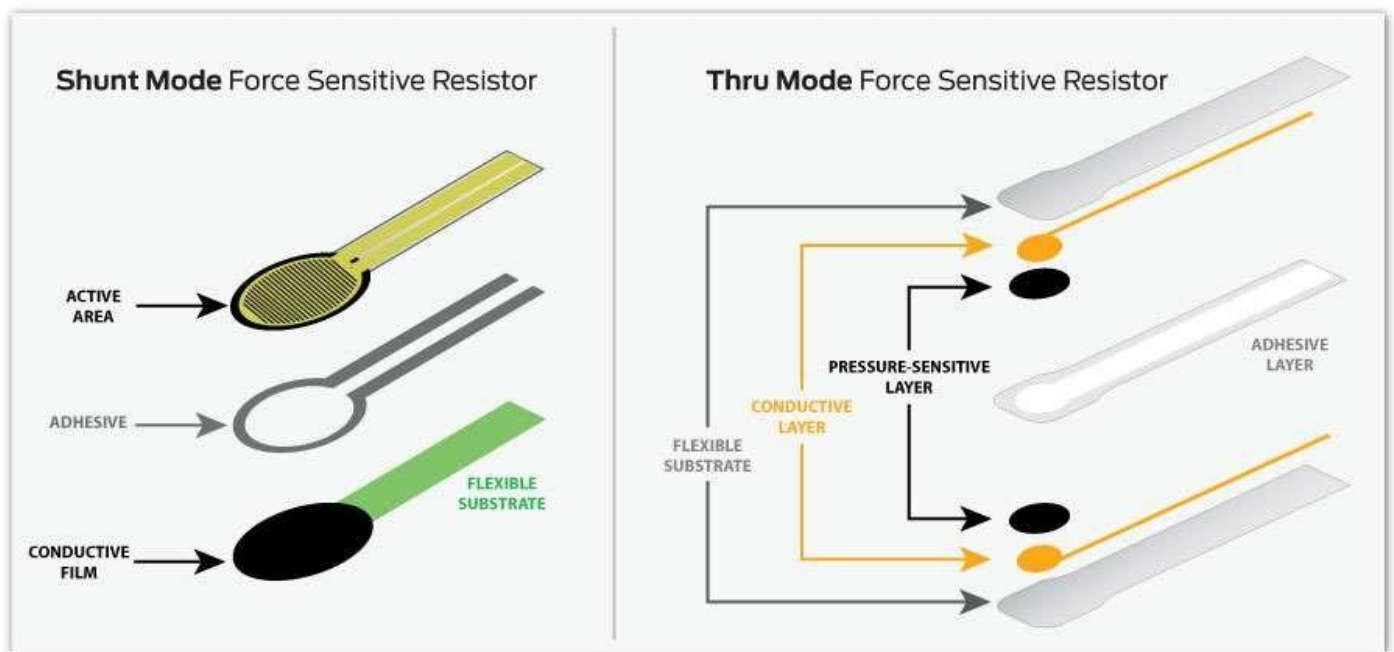 Shunt Mode Force Sensitive Resistor
ACTIVE
AREA
ADHESIVE
FLEXIBLE
SUBSTRATE
CONDUCTIVE
FILM
Thru Mode Force Sensitive Resistor
PRESSURE-SENSITIVE
LAYER
ADHESIVE
LAYER
CONDUCTIVE
LAYER
FLEXIBLE
SUBSTRATE